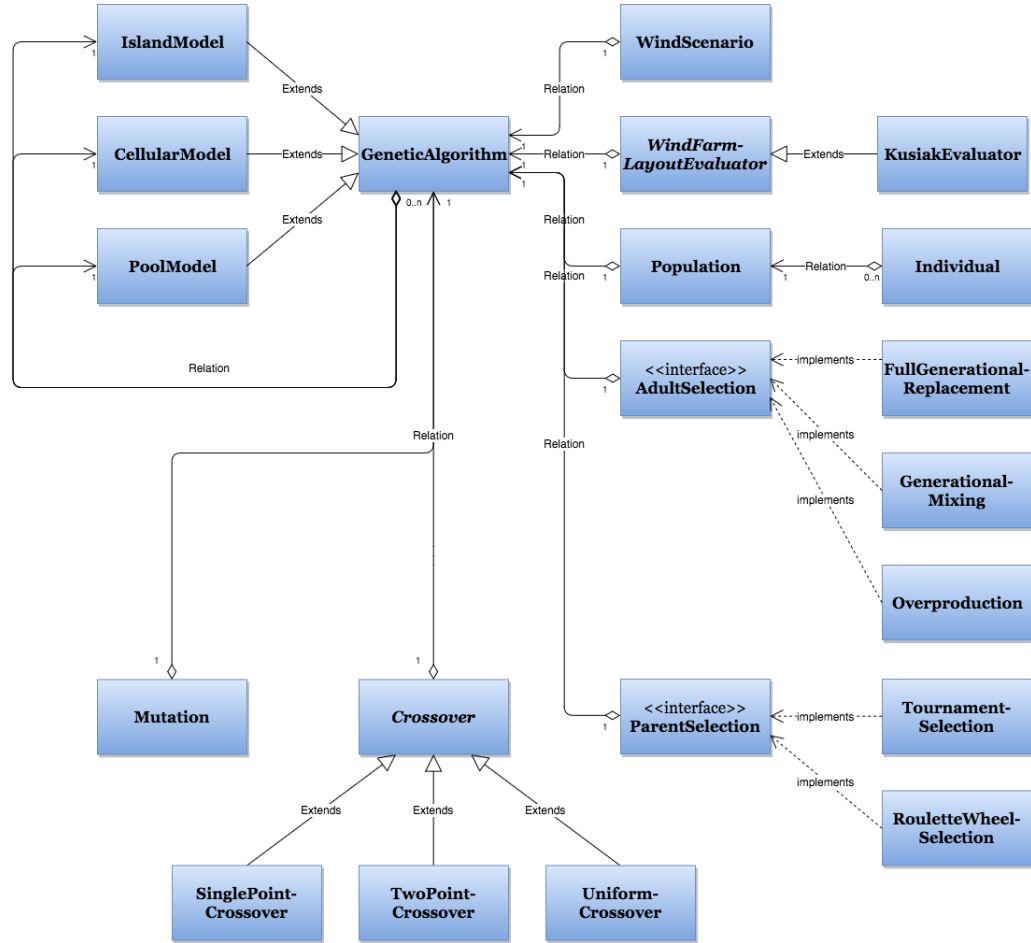 IslandModel
WindScenario
1
1
Extends
Relation
CellularModel
GeneticAlgorithm
WindFarm-
LayoutEvaluator
KusiakEvaluator
1
Extends
1
1
Relation
1
Extends
1
1
0..n
1
Extends
Relation
PoolModel
Population
Individual
1
1
1
Relation
0..n
Relation
Relation
<<interface>>
AdultSelection
1
implements
FullGenerational-
Replacement
Relation
Relation
implements
Generational-
Mixing
implements
Overproduction
1
1
Mutation
Crossover
<<interface>>
ParentSelection
1
implements
Tournament-
Selection
implements
RouletteWheel-
Selection
Extends
Extends
Extends
SinglePoint-
Crossover
TwoPoint-
Crossover
Uniform-
Crossover